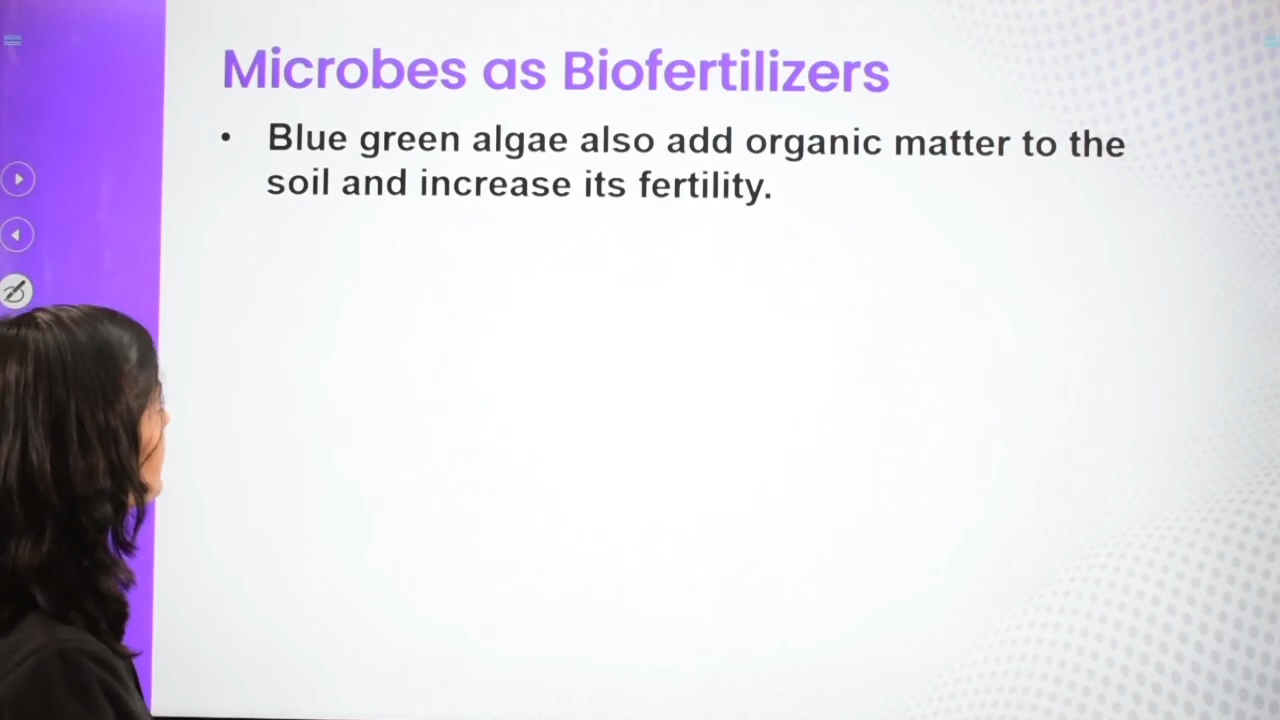 Microbes as Biofertilizers
• Blue green algae also add organic matter to the
soil and increase its fertility.